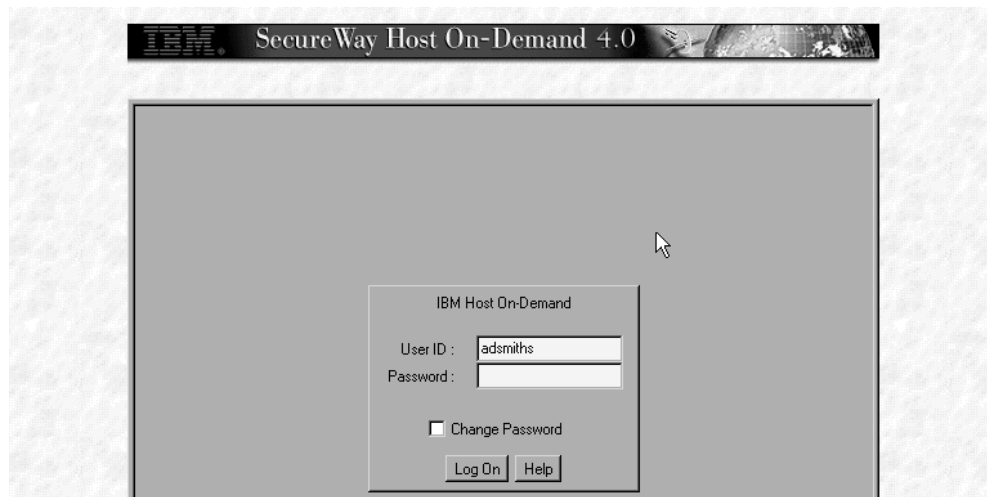 IBM. SecureWay Host On-Demand 4.0
IBM Host On-Demand
User ID : adsmiths
Password :
Change Password
Log On Help